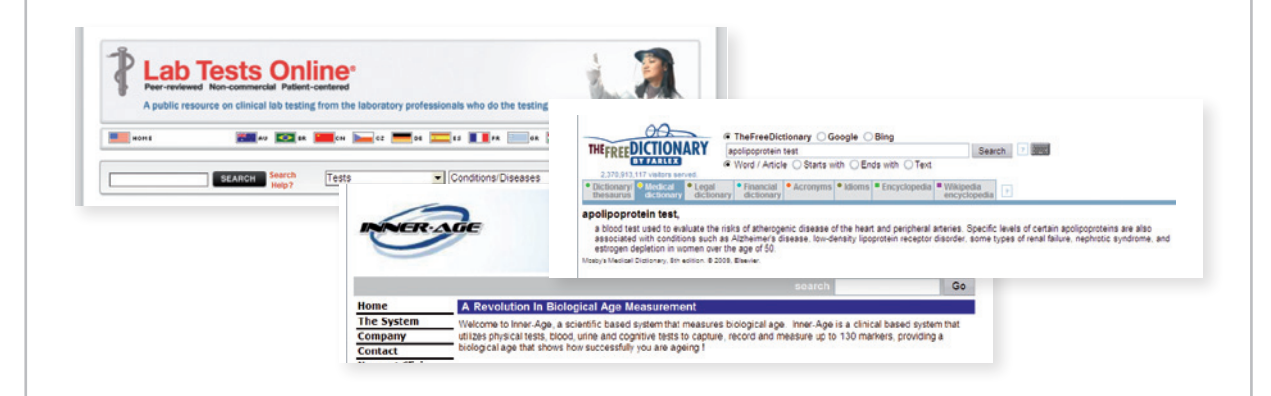 Lab Tests Online®
Peer-reviewed Non-commercial Patient-centered
A public resource on clinical lab testing from the laboratory professionals who do the testing
HOME AU BR CN CZ DE ES FR GR
SEARCH Search Help? Tests Conditions/Diseases
THE FREE DICTIONARY
BY FARLEX
2,370,913,117 visitors served.
TheFreeDictionary Google Bing
apolipoprotein test Search ?
Word / Article Starts with Ends with Text
Dictionary/ thesaurus Medical dictionary Legal dictionary Financial dictionary Acronyms Idioms Encyclopedia Wikipedia encyclopedia ?
apolipoprotein test,
a blood test used to evaluate the risks of atherogenic disease of the heart and peripheral arteries. Specific levels of certain apolipoproteins are also
associated with conditions such as Alzheimer's disease, low-density lipoprotein receptor disorder, some types of renal failure, nephrotic syndrome, and
estrogen depletion in women over the age of 50.
Mosby's Medical Dictionary, 8th edition. © 2009, Elsevier.
INNER-AGE
search Go
Home
The System
Company
Contact
A Revolution In Biological Age Measurement
Welcome to Inner-Age, a scientific based system that measures biological age. Inner-Age is a clinical based system that
utilizes physical tests, blood, urine and cognitive tests to capture, record and measure up to 130 markers, providing a
biological age that shows how successfully you are ageing !